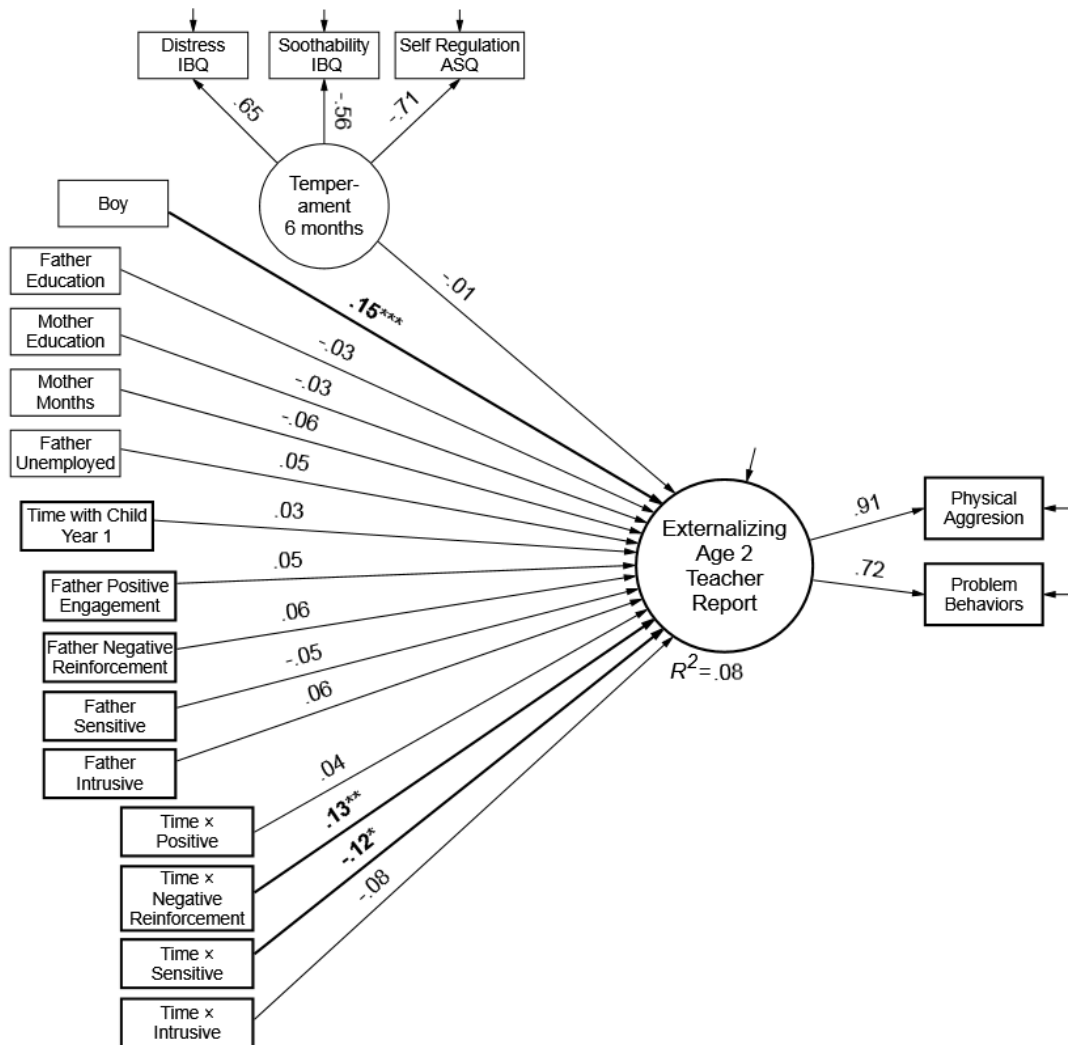 Distress
IBQ
Soothability
IBQ
Self Regulation
ASQ
.65
-.56
-.71
Temper-
ament
6 months
Boy
Father
Education
Mother
Education
Mother
Months
Father
Unemployed
Time with Child
Year 1
Father Positive
Engagement
Father Negative
Reinforcement
Father
Sensitive
Father
Intrusive
Time ×
Positive
Time ×
Negative
Reinforcement
Time ×
Sensitive
Time ×
Intrusive
-.01
.15***
-.03
-.03
-.06
.05
.03
.05
.06
-.05
.06
.04
.13**
-.12*
-.08
Externalizing
Age 2
Teacher
Report
R²=.08
.91
.72
Physical
Aggresion
Problem
Behaviors